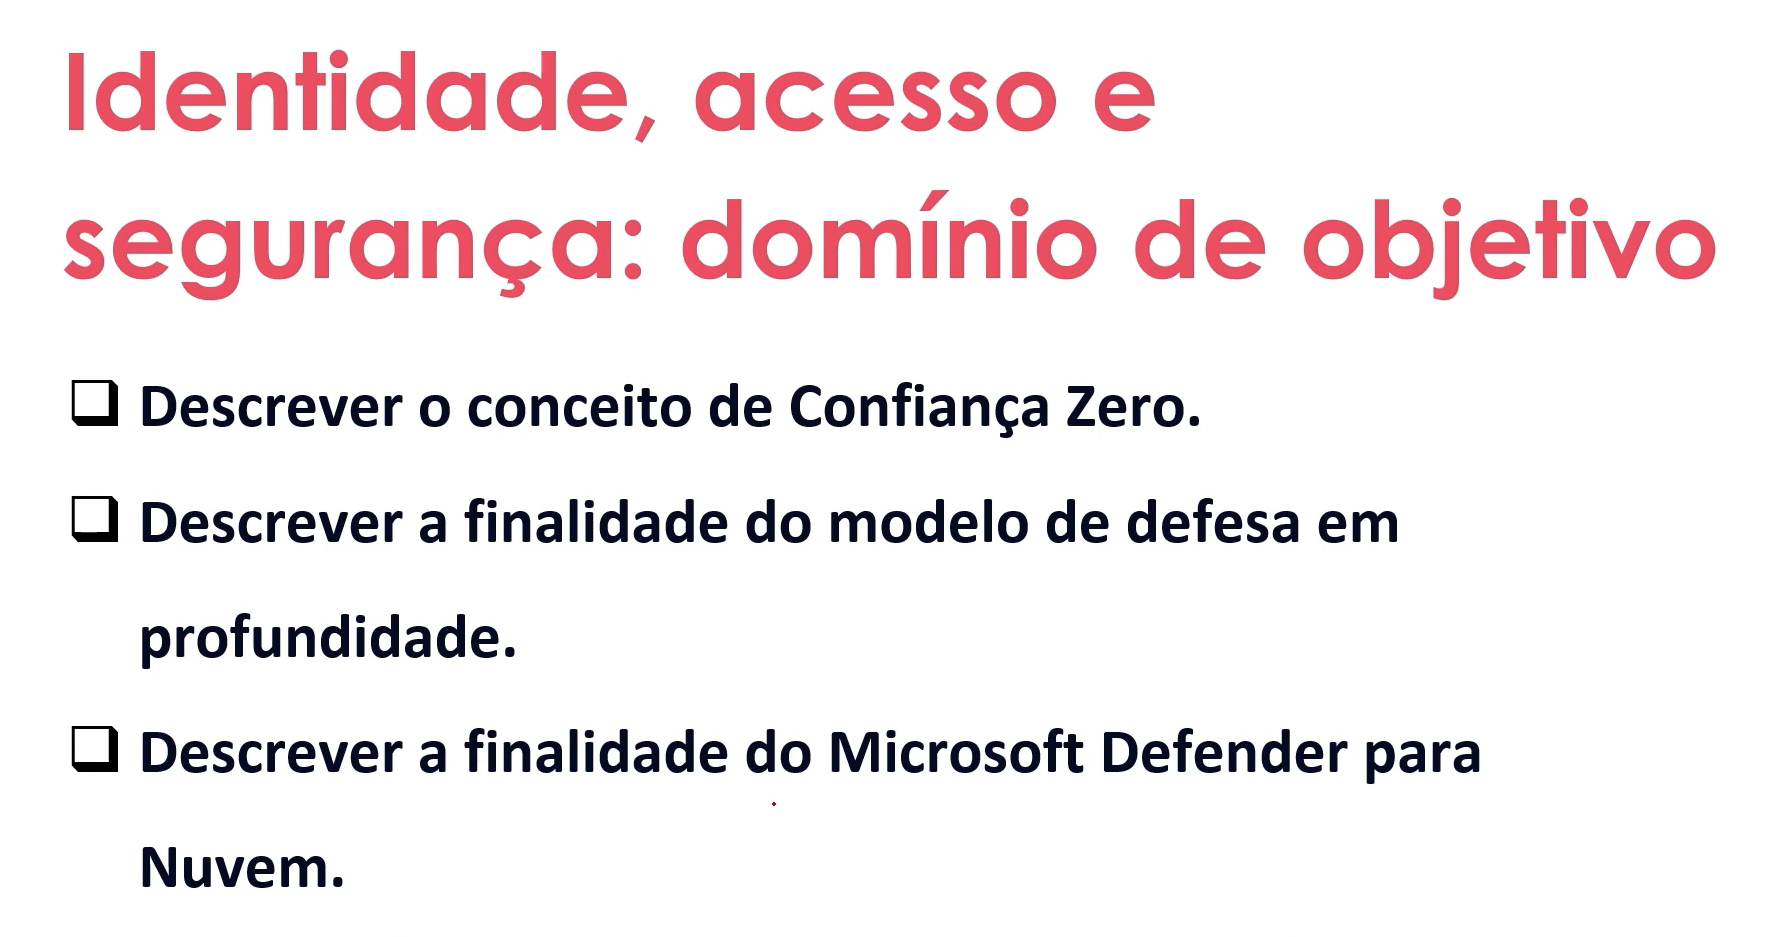 Identidade, acesso e
segurança: domínio de objetivo
❑ Descrever o conceito de Confiança Zero.
❑ Descrever a finalidade do modelo de defesa em
profundidade.
❑ Descrever a finalidade do Microsoft Defender para
Nuvem.